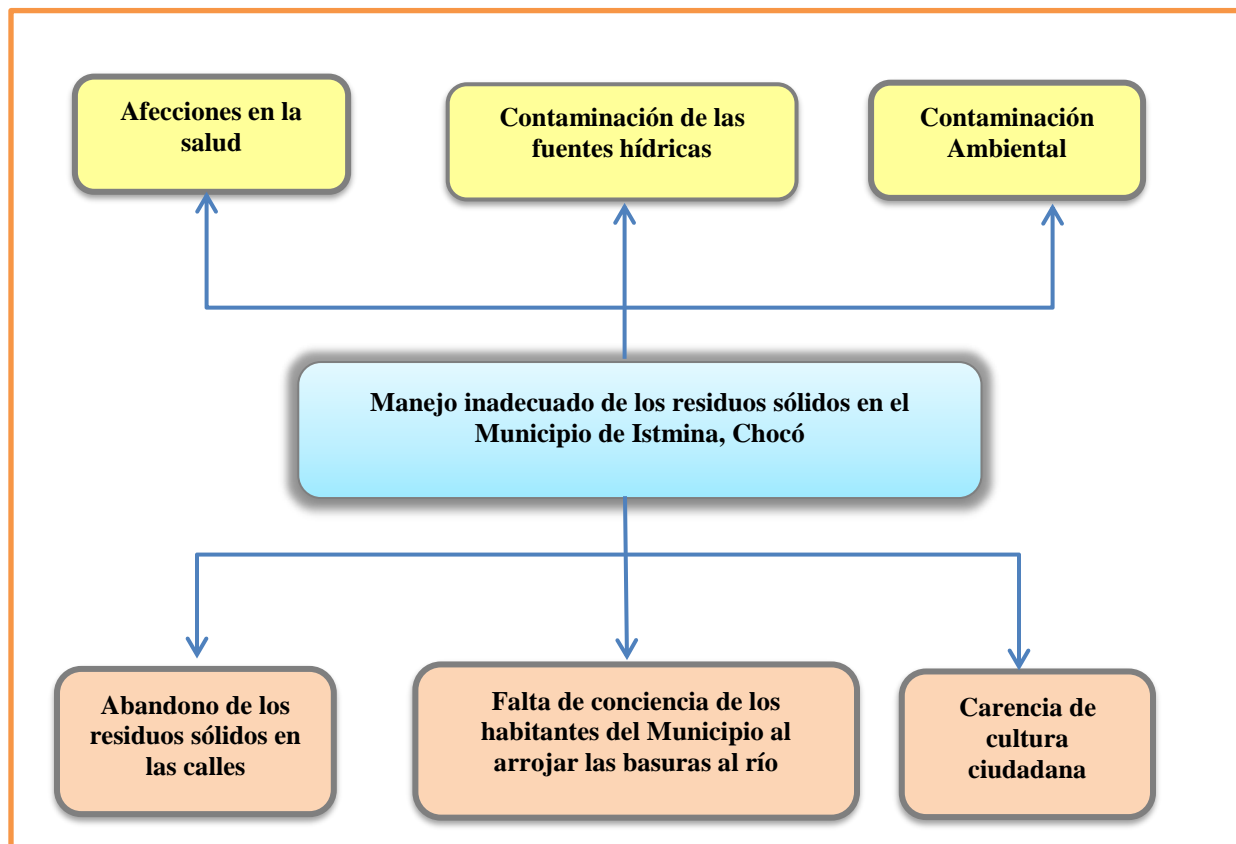 Afecciones en la
salud
Contaminación de las
fuentes hídricas
Contaminación
Ambiental
Manejo inadecuado de los residuos sólidos en el
Municipio de Istmina, Chocó
Abandono de los
residuos sólidos en
las calles
Falta de conciencia de los
habitantes del Municipio al
arrojar las basuras al río
Carencia de
cultura
ciudadana